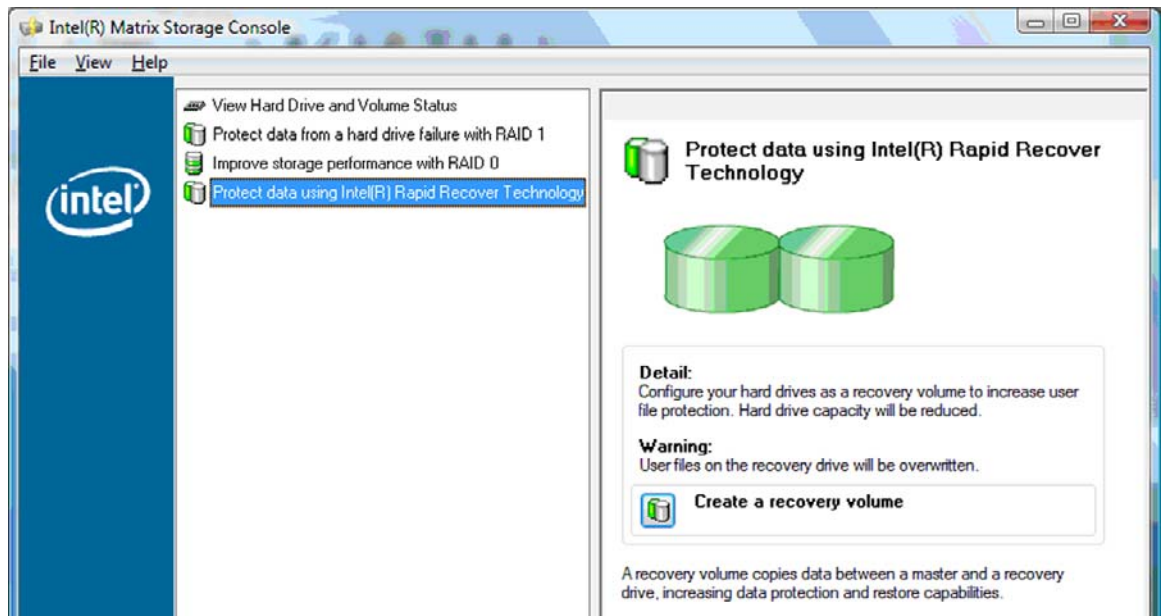 Intel(R) Matrix Storage Console
File View Help
intel
View Hard Drive and Volume Status
Protect data from a hard drive failure with RAID 1
Improve storage performance with RAID 0
Protect data using Intel(R) Rapid Recover Technology
Protect data using Intel(R) Rapid Recover
Technology
Detail:
Configure your hard drives as a recovery volume to increase user
file protection. Hard drive capacity will be reduced.
Warning:
User files on the recovery drive will be overwritten.
Create a recovery volume
A recovery volume copies data between a master and a recovery
drive, increasing data protection and restore capabilities.